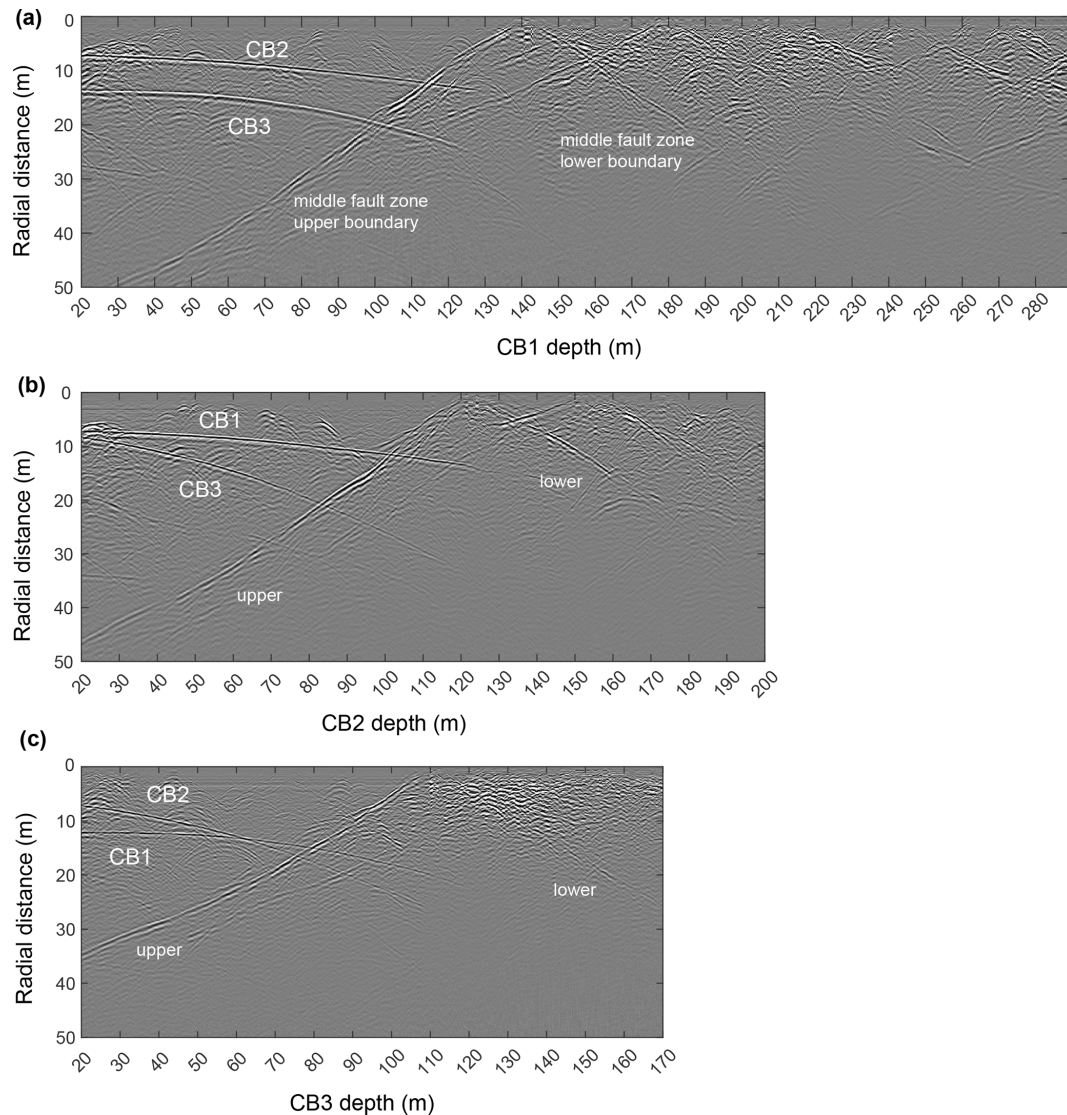 (a)
0
10
20
30
40
50
Radial distance (m)
CB2
CB3
middle fault zone
upper boundary
middle fault zone
lower boundary
20 30 40 50 60 70 80 90 100 110 120 130 140 150 160 170 180 190 200 210 220 230 240 250 260 270 280
CB1 depth (m)
(b)
0
10
20
30
40
50
Radial distance (m)
CB1
CB3
lower
upper
20 30 40 50 60 70 80 90 100 110 120 130 140 150 160 170 180 190 200
CB2 depth (m)
(c)
0
10
20
30
40
50
Radial distance (m)
CB2
CB1
lower
upper
20 30 40 50 60 70 80 90 100 110 120 130 140 150 160 170
CB3 depth (m)